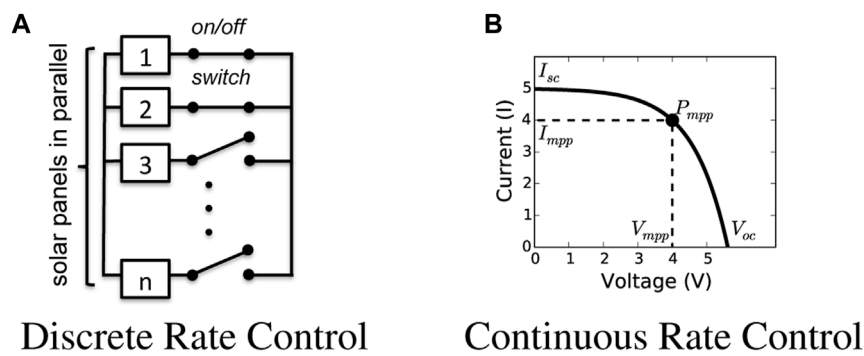 A
on/off
switch
solar panels in parallel
1
2
3
n
Discrete Rate Control
B
I_sc
P_mpp
I_mpp
V_mpp
V_oc
Current (I)
5
4
3
2
1
0
0 1 2 3 4 5
Voltage (V)
Continuous Rate Control